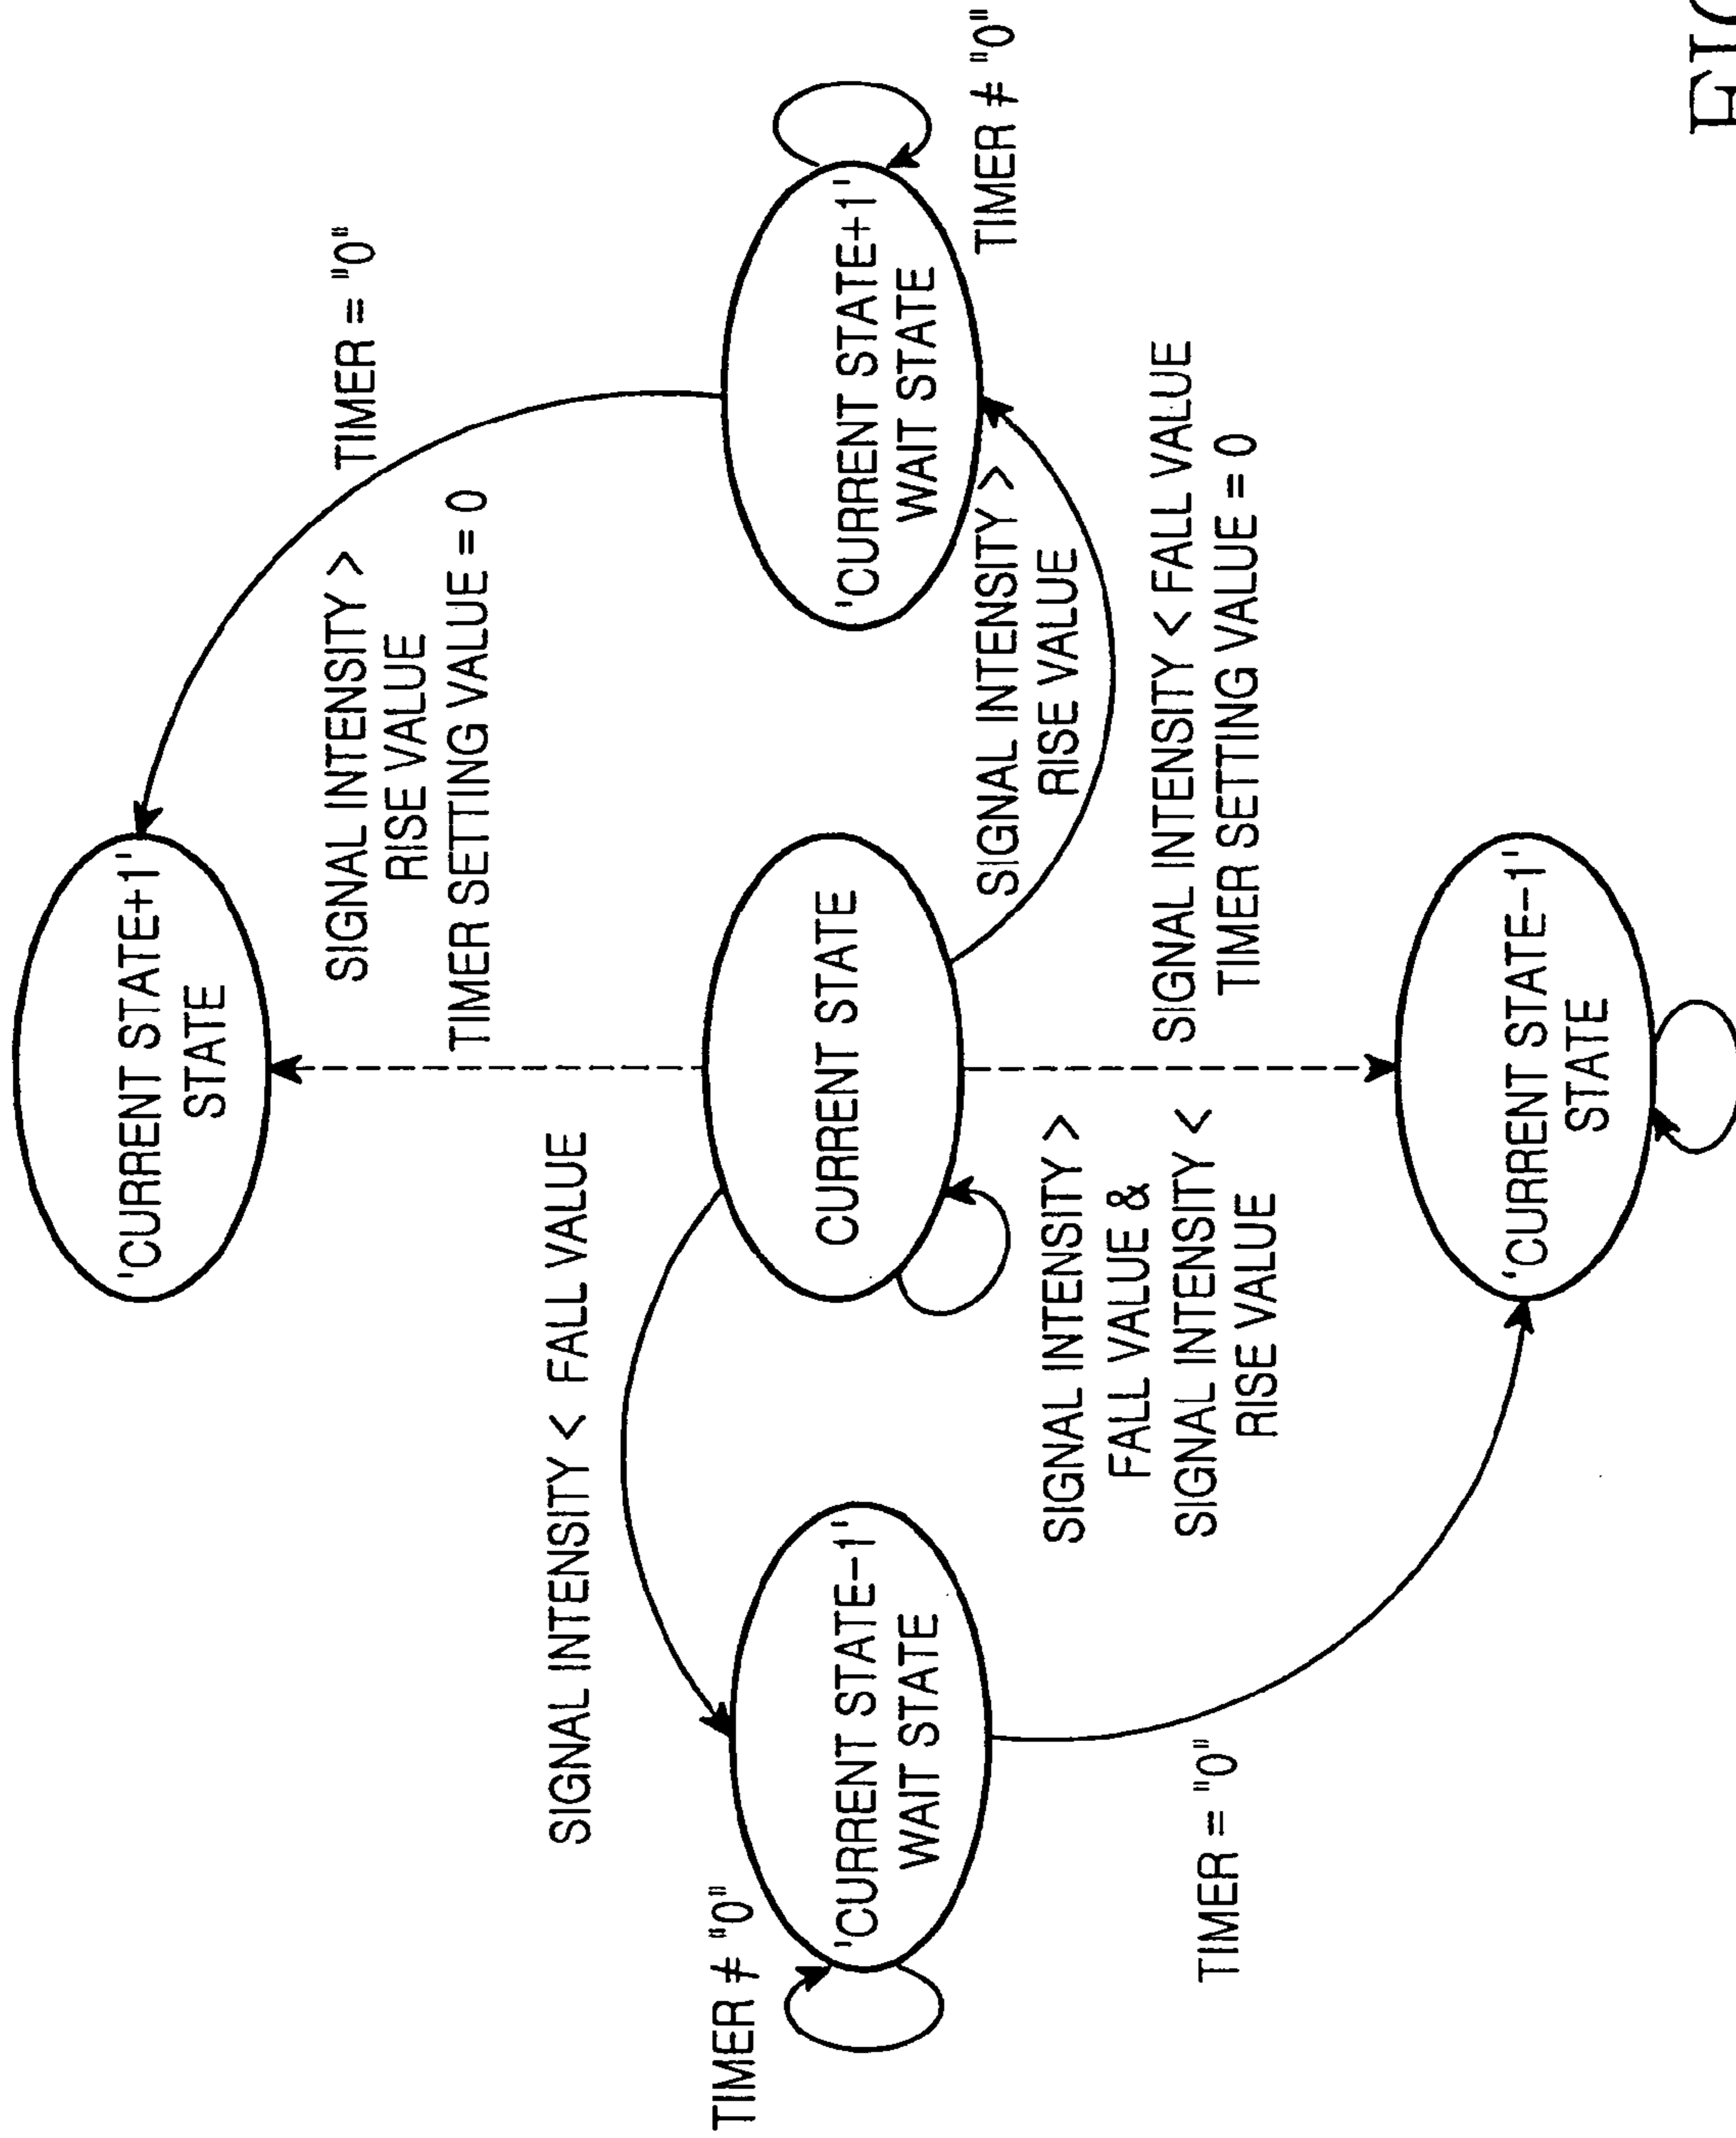 'CURRENT STATE+1'
STATE
SIGNAL INTENSITY >
RISE VALUE
TIMER SETTING VALUE = 0
TIMER = "0"
SIGNAL INTENSITY < FALL VALUE
TIMER ≠ "0"
'CURRENT STATE-1'
WAIT STATE
CURRENT STATE
'CURRENT STATE+1'
WAIT STATE
SIGNAL INTENSITY >
RISE VALUE
TIMER ≠ "0"
SIGNAL INTENSITY >
FALL VALUE &
SIGNAL INTENSITY <
RISE VALUE
SIGNAL INTENSITY < FALL VALUE
TIMER SETTING VALUE = 0
TIMER = "0"
'CURRENT STATE-1'
STATE